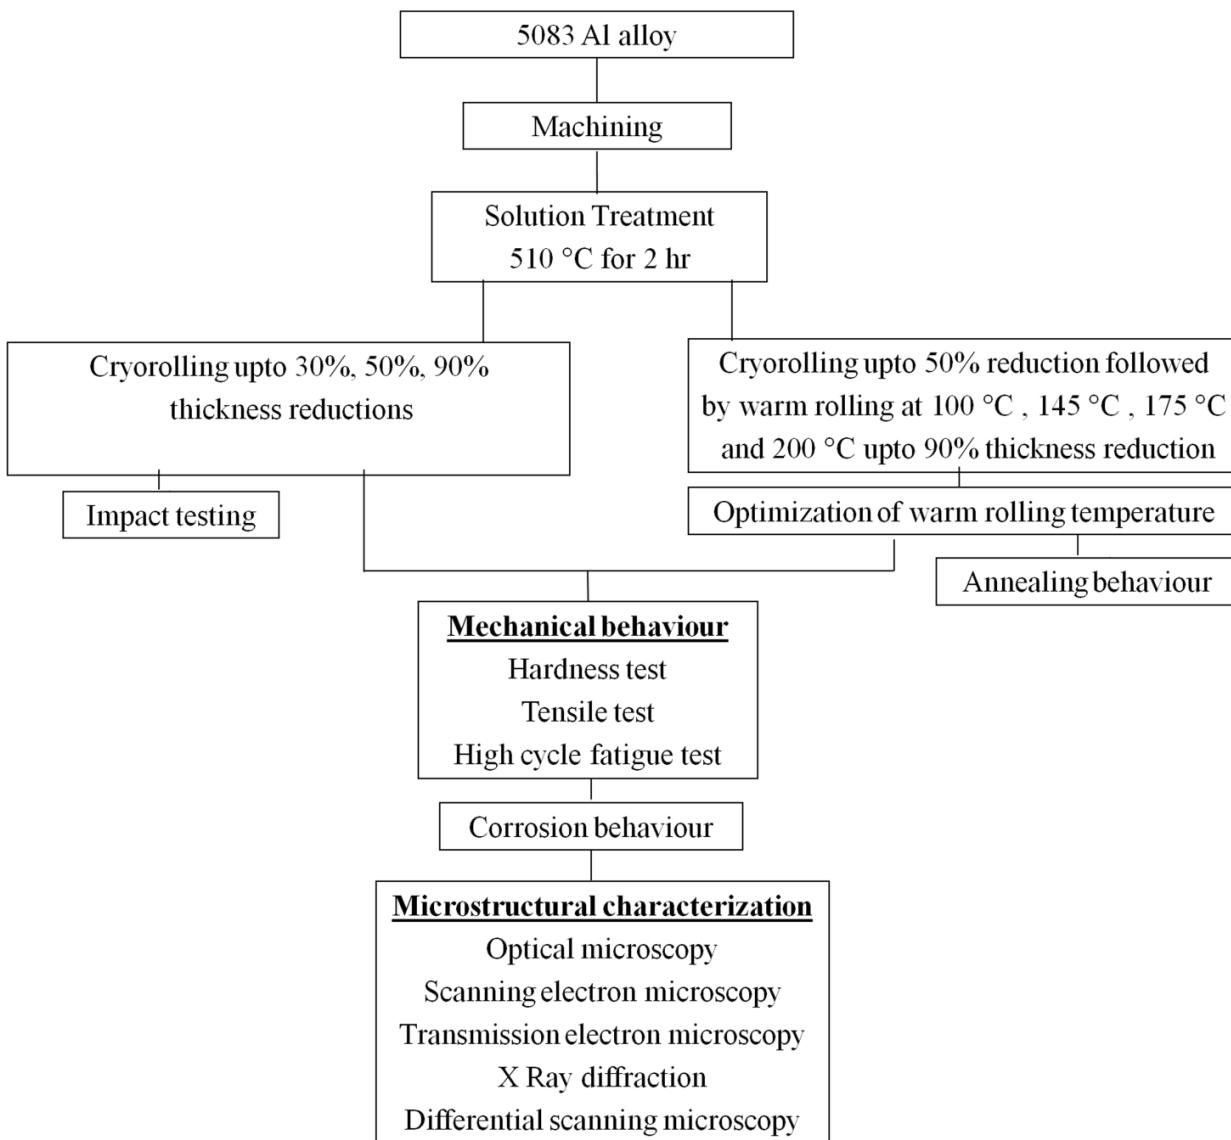 5083 Al alloy
Machining
Solution Treatment
510 °C for 2 hr
Cryorolling upto 30%, 50%, 90%
thickness reductions
Cryorolling upto 50% reduction followed
by warm rolling at 100 °C , 145 °C , 175 °C
and 200 °C upto 90% thickness reduction
Impact testing
Optimization of warm rolling temperature
Annealing behaviour
Mechanical behaviour
Hardness test
Tensile test
High cycle fatigue test
Corrosion behaviour
Microstructural characterization
Optical microscopy
Scanning electron microscopy
Transmission electron microscopy
X Ray diffraction
Differential scanning microscopy